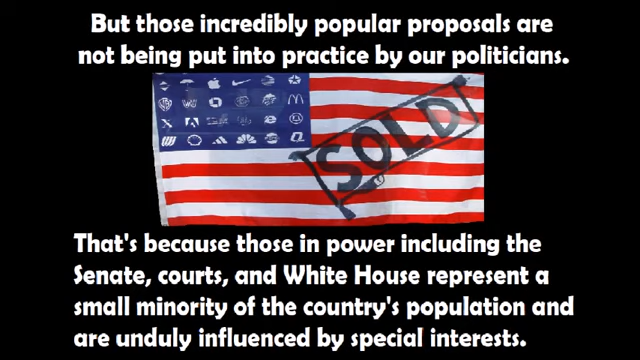 But those incredibly popular proposals are
not being put into practice by our politicians.
SOLD
That's because those in power including the
Senate, courts, and White House represent a
small minority of the country's population and
are unduly influenced by special interests.